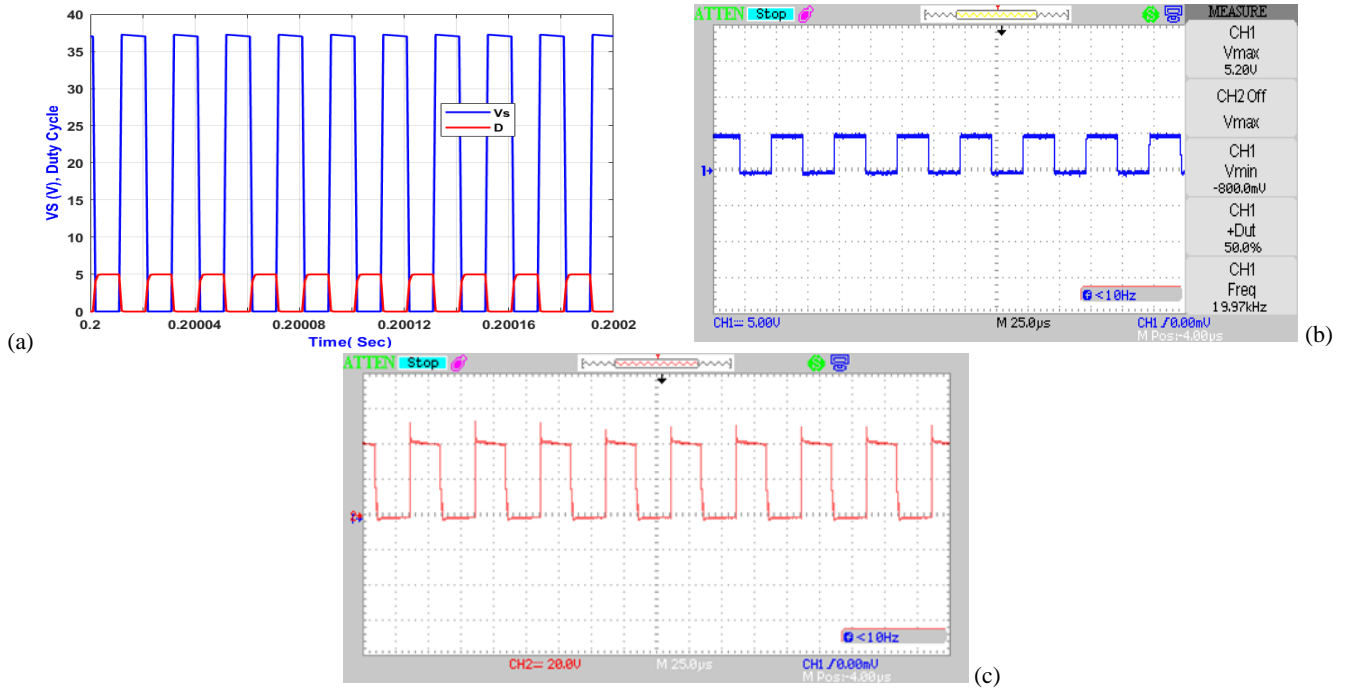 40
35
30
25
20
15
10
5
0
VS (V), Duty Cycle
Vs
D
0.2 0.20004 0.20008 0.20012 0.20016 0.2002
Time( Sec)
(a)
ATTEN Stop
MEASURE
CH1
Vmax
5.20V
CH2 Off
Vmax
CH1
Vmin
-800.0mV
CH1
+Dut
50.0%
CH1
Freq
19.97kHz
1
<10Hz
CH1 5.00V M 25.0µs CH1 / 0.00mV
M Pos:-4.00µs
(b)
ATTEN Stop
<10Hz
CH2 20.0V M 25.0µs CH1 / 0.00mV
M Pos:-4.00µs
(c)